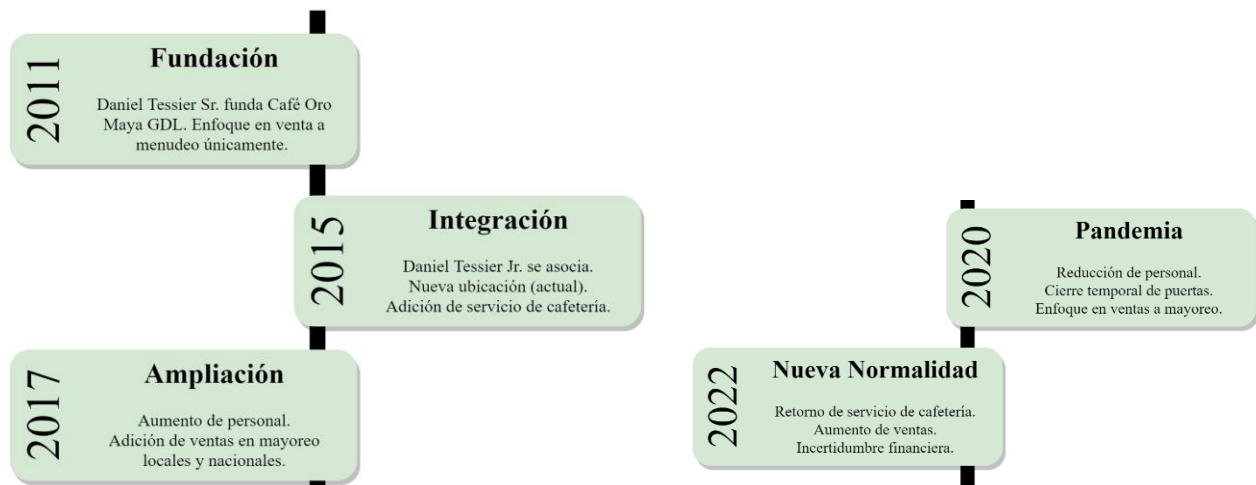 2011
Fundación
Daniel Tessier Sr. funda Café Oro
Maya GDL. Enfoque en venta a
menudeo únicamente.
2015
Integración
Daniel Tessier Jr. se asocia.
Nueva ubicación (actual).
Adición de servicio de cafetería.
2017
Ampliación
Aumento de personal.
Adición de ventas en mayoreo
locales y nacionales.
2020
Pandemia
Reducción de personal.
Cierre temporal de puertas.
Enfoque en ventas a mayoreo.
2022
Nueva Normalidad
Retorno de servicio de cafetería.
Aumento de ventas.
Incertidumbre financiera.